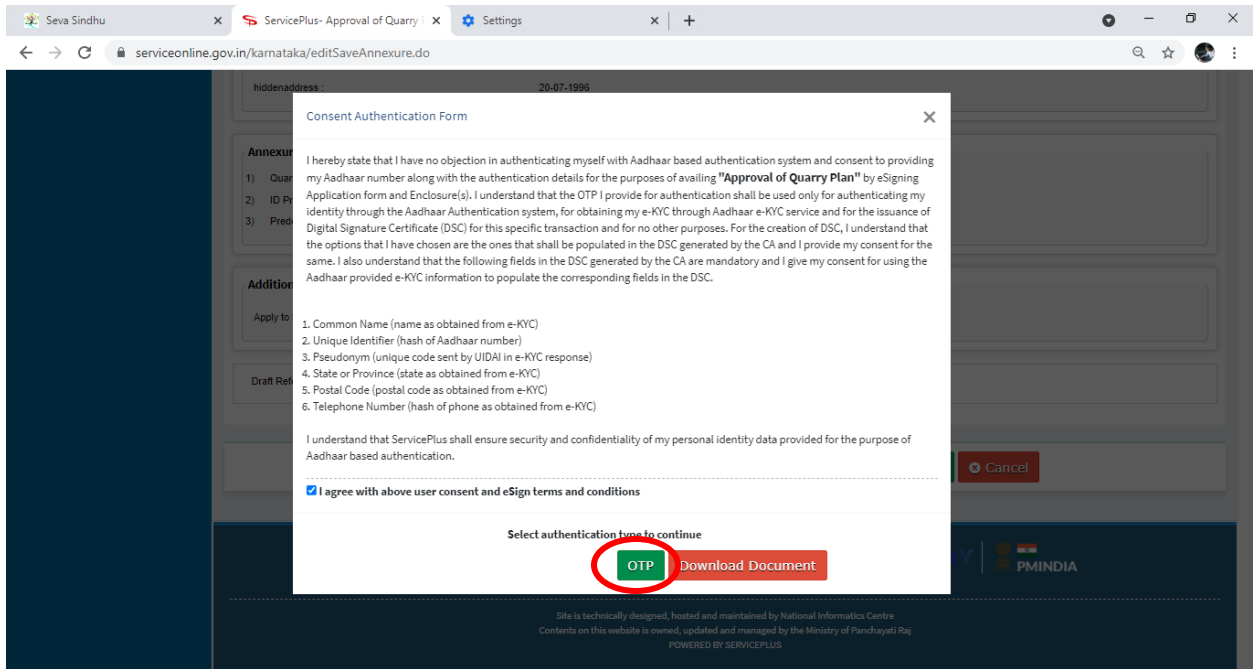 Seva Sindhu
ServicePlus- Approval of Quarry
Settings
serviceonline.gov.in/karnataka/editSaveAnnexure.do
hiddenaddress : 20-07-1996
Consent Authentication Form
Annexur
1) Quar
2) ID Pr
3) Pred
I hereby state that I have no objection in authenticating myself with Aadhaar based authentication system and consent to providing
my Aadhaar number along with the authentication details for the purposes of availing "Approval of Quarry Plan" by eSigning
Application form and Enclosure(s). I understand that the OTP I provide for authentication shall be used only for authenticating my
identity through the Aadhaar Authentication system, for obtaining my e-KYC through Aadhaar e-KYC service and for the issuance of
Digital Signature Certificate (DSC) for this specific transaction and for no other purposes. For the creation of DSC, I understand that
the options that I have chosen are the ones that shall be populated in the DSC generated by the CA and I provide my consent for the
same. I also understand that the following fields in the DSC generated by the CA are mandatory and I give my consent for using the
Aadhaar provided e-KYC information to populate the corresponding fields in the DSC.
Addition
Apply to
1. Common Name (name as obtained from e-KYC)
2. Unique Identifier (hash of Aadhaar number)
3. Pseudonym (unique code sent by UIDAI in e-KYC response)
4. State or Province (state as obtained from e-KYC)
5. Postal Code (postal code as obtained from e-KYC)
6. Telephone Number (hash of phone as obtained from e-KYC)
Draft Ref
I understand that ServicePlus shall ensure security and confidentiality of my personal identity data provided for the purpose of
Aadhaar based authentication.
Cancel
I agree with above user consent and eSign terms and conditions
Select authentication type to continue
OTP
Download Document
Y
PMINDIA
Site is technically designed, hosted and maintained by National Informatics Centre
Contents on this website is owned, updated and managed by the Ministry of Panchayati Raj
POWERED BY SERVICEPLUS